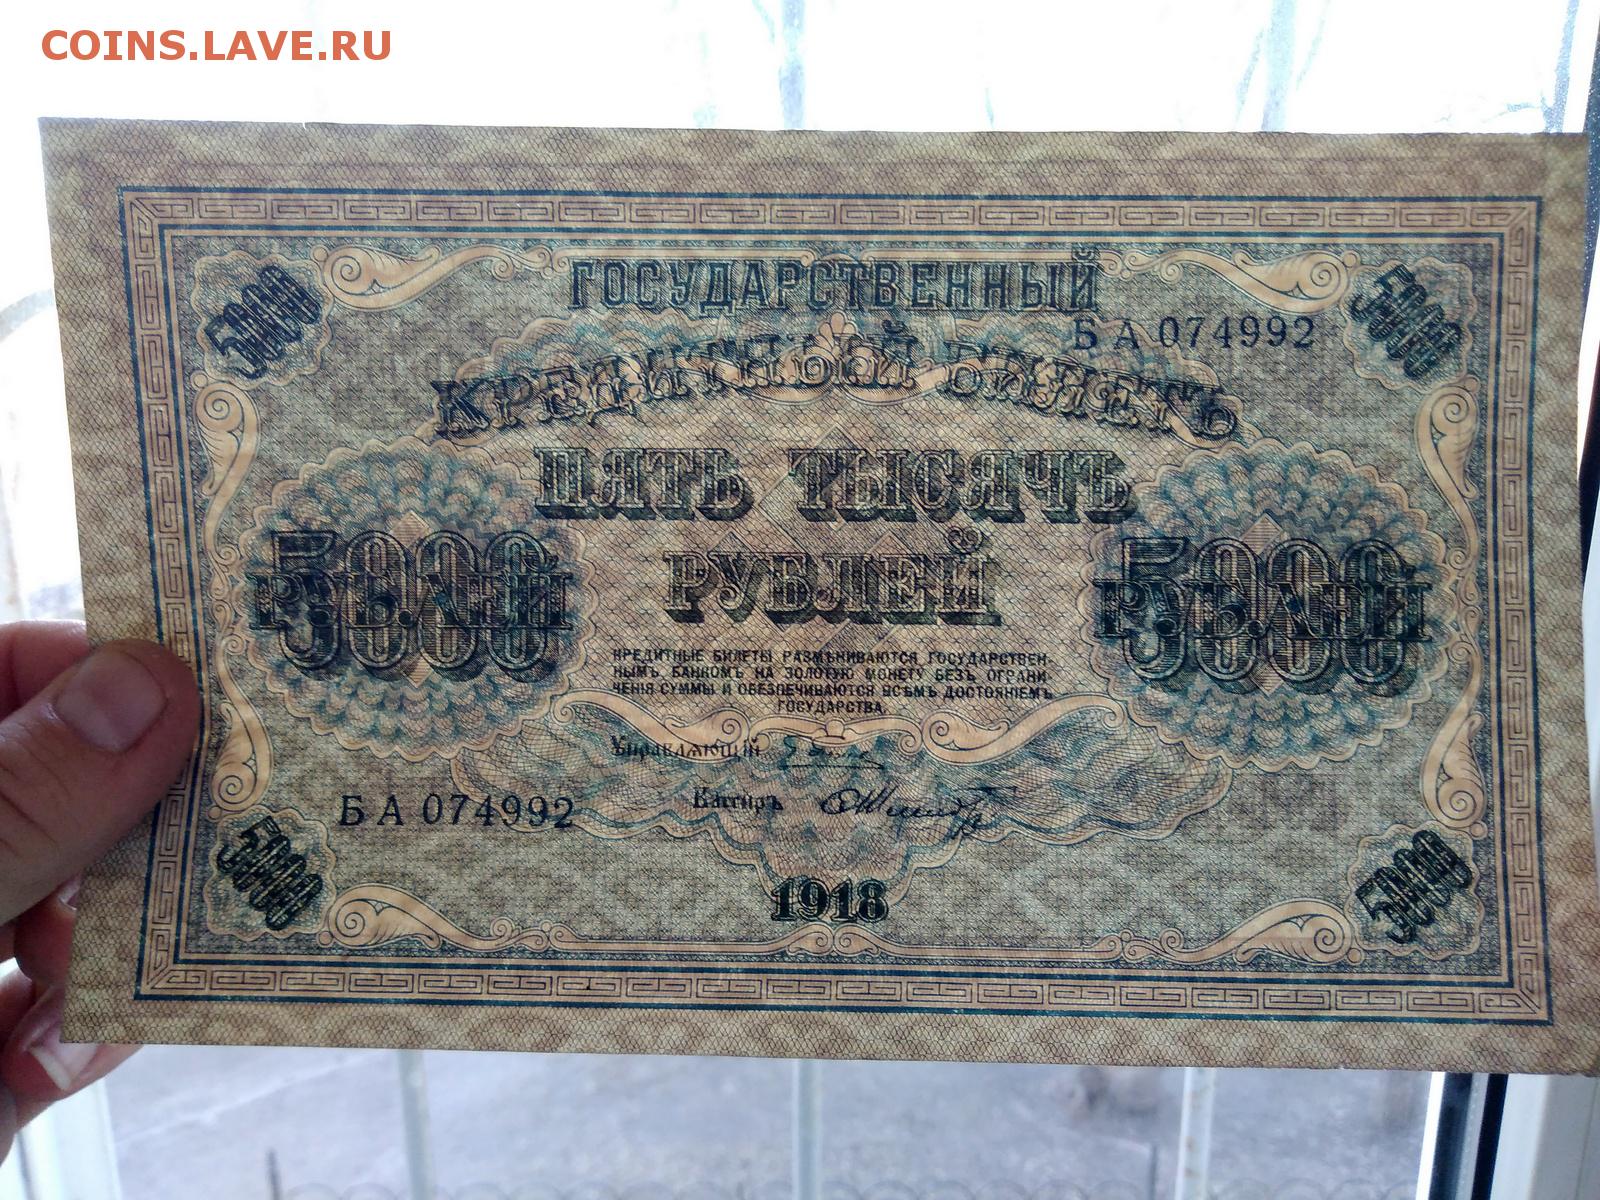 COINS.LAVE.RU
5000 5000
ГОСУДАРСТВЕННЫЙ
БА 074992
КРЕДИТНЫЙ БИЛЕТЪ
ПЯТЬ ТЫСЯЧЪ
РУБЛЕЙ
5000 5000
РУБЛЕЙ РУБЛЕЙ
КРЕДИТНЫЕ БИЛЕТЫ РАЗМѢНИВАЮТСЯ ГОСУДАРСТВЕН-
НЫМЪ БАНКОМЪ НА ЗОЛОТУЮ МОНЕТУ БЕЗЪ ОГРАНИ-
ЧЕНІЯ СУММЫ И ОБЕЗПЕЧИВАЮТСЯ ВСѢМЪ ДОСТОЯНІЕМЪ
ГОСУДАРСТВА.
Управляющій
Кассиръ
БА 074992
5000 5000
1918